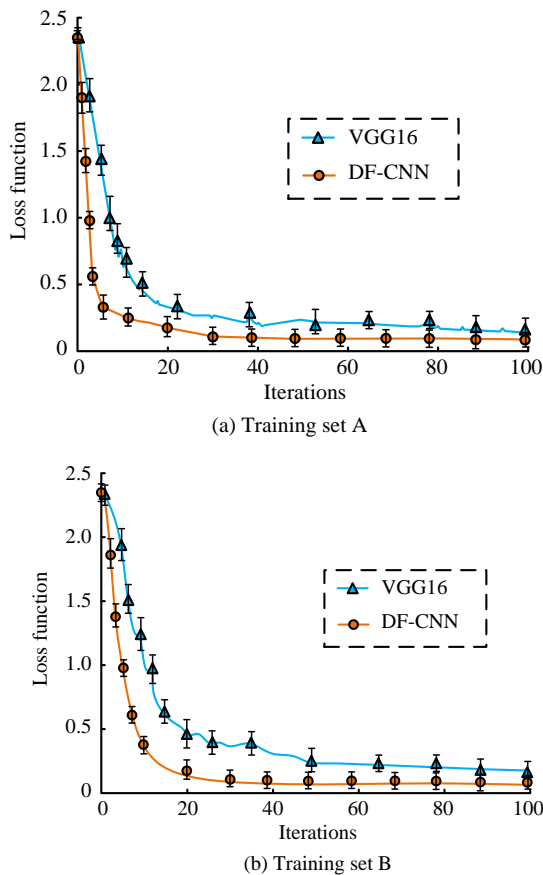 2.5
2.0
1.5
1.0
0.5
0
Loss function
VGG16
DF-CNN
0
20
40
60
80
100
Iterations
(a) Training set A
2.5
2.0
1.5
1.0
0.5
0
Loss function
VGG16
DF-CNN
0
20
40
60
80
100
Iterations
(b) Training set B